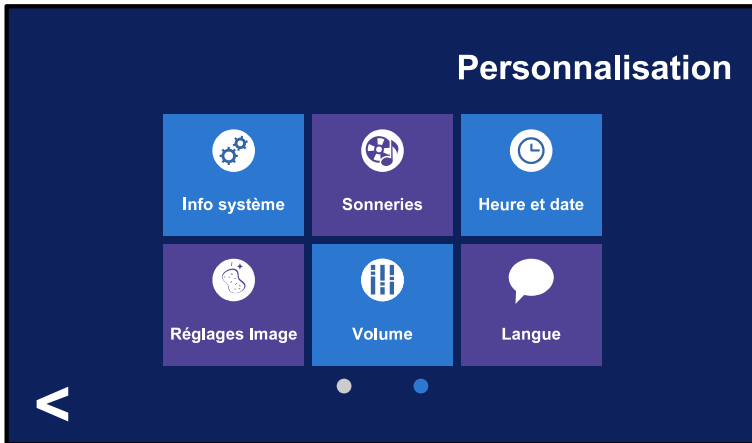 Personnalisation
Info système
Sonneries
Heure et date
Réglages Image
Volume
Langue
<